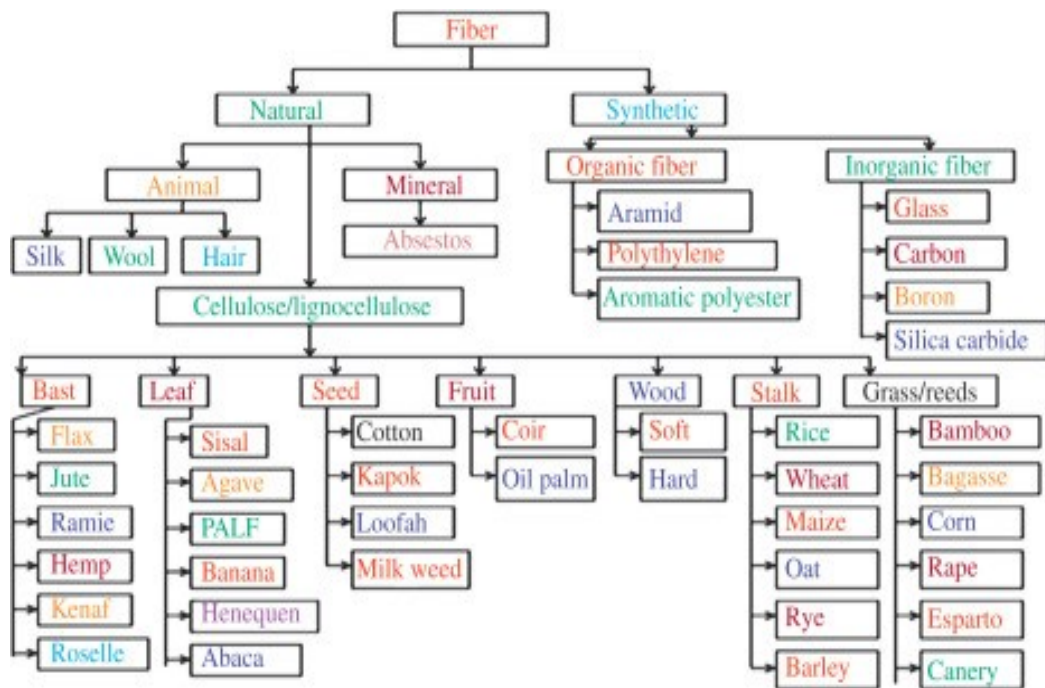 Fiber
Natural
Synthetic
Animal
Mineral
Organic fiber
Inorganic fiber
Silk
Wool
Hair
Absestos
Aramid
Polythylene
Aromatic polyester
Glass
Carbon
Boron
Silica carbide
Cellulose/lignocellulose
Bast
Leaf
Seed
Fruit
Wood
Stalk
Grass/reeds
Flax
Jute
Ramie
Hemp
Kenaf
Roselle
Sisal
Agave
PALF
Banana
Henequen
Abaca
Cotton
Kapok
Loofah
Milk weed
Coir
Oil palm
Soft
Hard
Rice
Wheat
Maize
Oat
Rye
Barley
Bamboo
Bagasse
Corn
Rape
Esparto
Canery